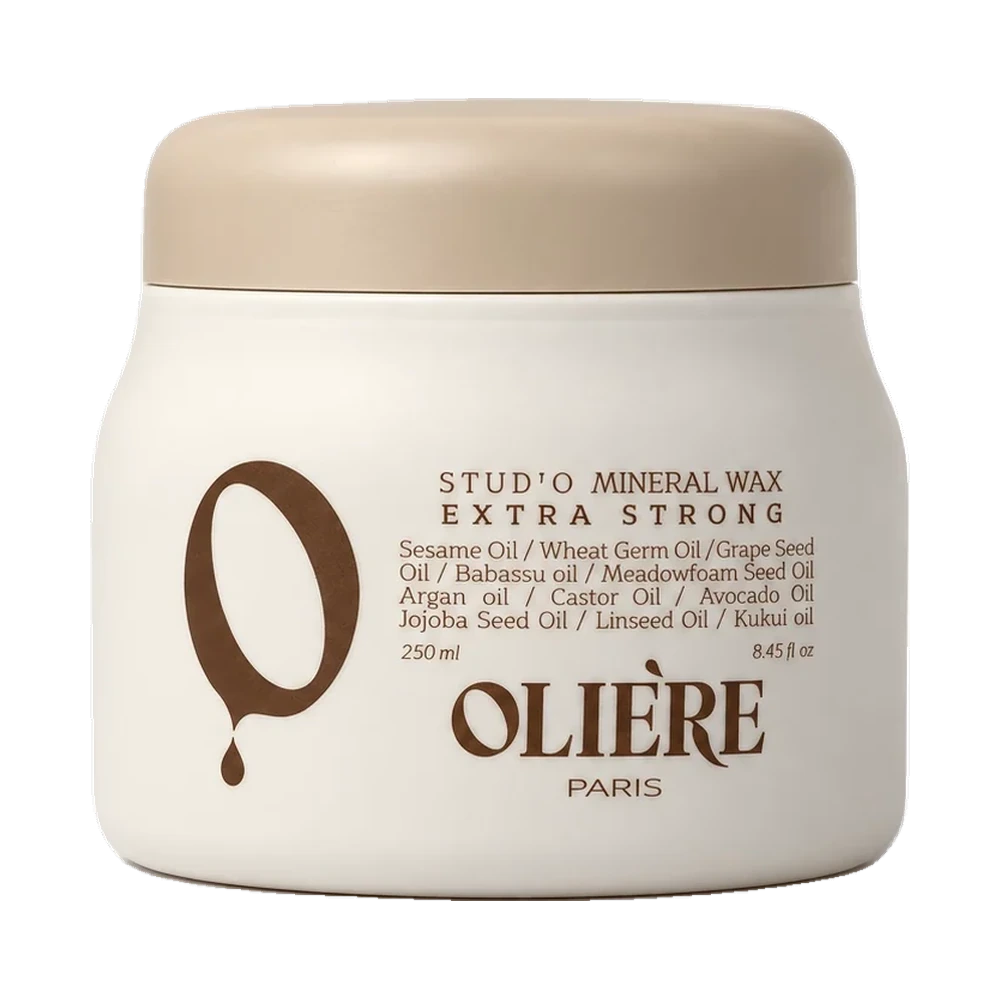 STUD'O MINERAL WAX
EXTRA STRONG
Sesame Oil / Wheat Germ Oil /Grape Seed
Oil / Babassu oil / Meadowfoam Seed Oil
Argan oil / Castor Oil / Avocado Oil
Jojoba Seed Oil / Linseed Oil / Kukui oil
250 ml 8.45 fl oz
OLIÈRE
PARIS